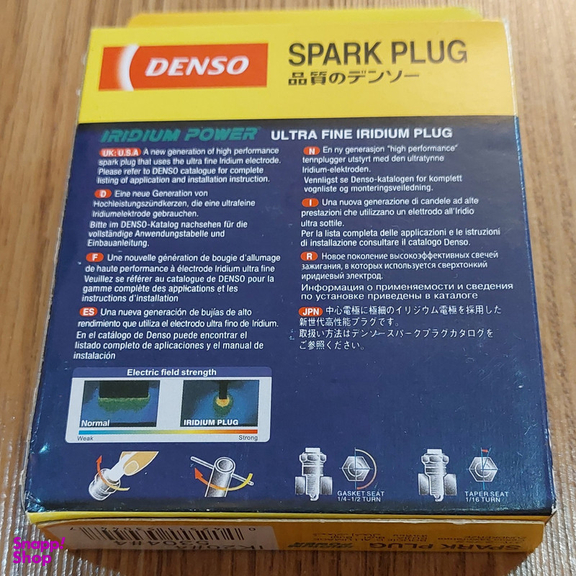 DENSO
SPARK PLUG
品質のデンソー
IRIDIUM POWER ULTRA FINE IRIDIUM PLUG
UK: U.S.A A new generation of high performance
spark plug that uses the ultra fine Iridium electrode.
Please refer to DENSO catalogue for complete
listing of application and installation instruction.
D Eine neue Generation von
Hochleistungszündkerzen, die eine ultrafeine
Iridiumelektrode gebrauchen.
Bitte im DENSO-Katalog nachsehen für die
vollständige Anwendungstabelle und
Einbauanleitung.
F Une nouvelle génération de bougie d'allumage
de haute performance à électrode Iridium ultra fine
Veuillez se référer au catalogue de DENSO pour la
gamme complète des applications et les
instructions d'installation
ES Una nueva generación de bujías de alto
rendimiento que utiliza el electrodo ultra fino de Iridium.
En el catálogo de Denso puede encontrar el
listado completo de aplicaciones y el manual de
instalación
N En ny generasjon "high performance"
tennplugger utstyrt med den ultratynne
Iridium-elektroden.
Vennligst se Denso-katalogen for komplett
vognliste og monteringsveiledning.
I Una nuova generazione di candele ad alte
prestazioni che utilizzano un elettrodo all'Iridio
ultra sottile.
Per la lista completa delle applicazioni e le istruzioni
di installazione consultare il catalogo Denso.
R Новое поколение высокоэффективных свечей
зажигания, в которых используется сверхтонкий
иридиевый электрод.
Информация о применяемости и сведения
по установке приведены в каталоге
JPN 中心電極に極細のイリジウム電極を採用した
新世代高性能プラグです。
取扱い方法はデンソースパークプラグカタログを
ご参照ください。
Electric field strength
Normal
IRIDIUM PLUG
Weak
Strong
GASKET SEAT
1/4-1/2 TURN
TAPER SEAT
1/16 TURN
SPARK PLUG
Snappi
Shop